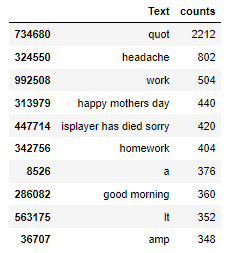 Text counts
734680 quot 2212
324550 headache 802
992508 work 504
313979 happy mothers day 440
447714 isplayer has died sorry 420
342756 homework 404
8526 a 376
286082 good morning 360
563175 lt 352
36707 amp 348